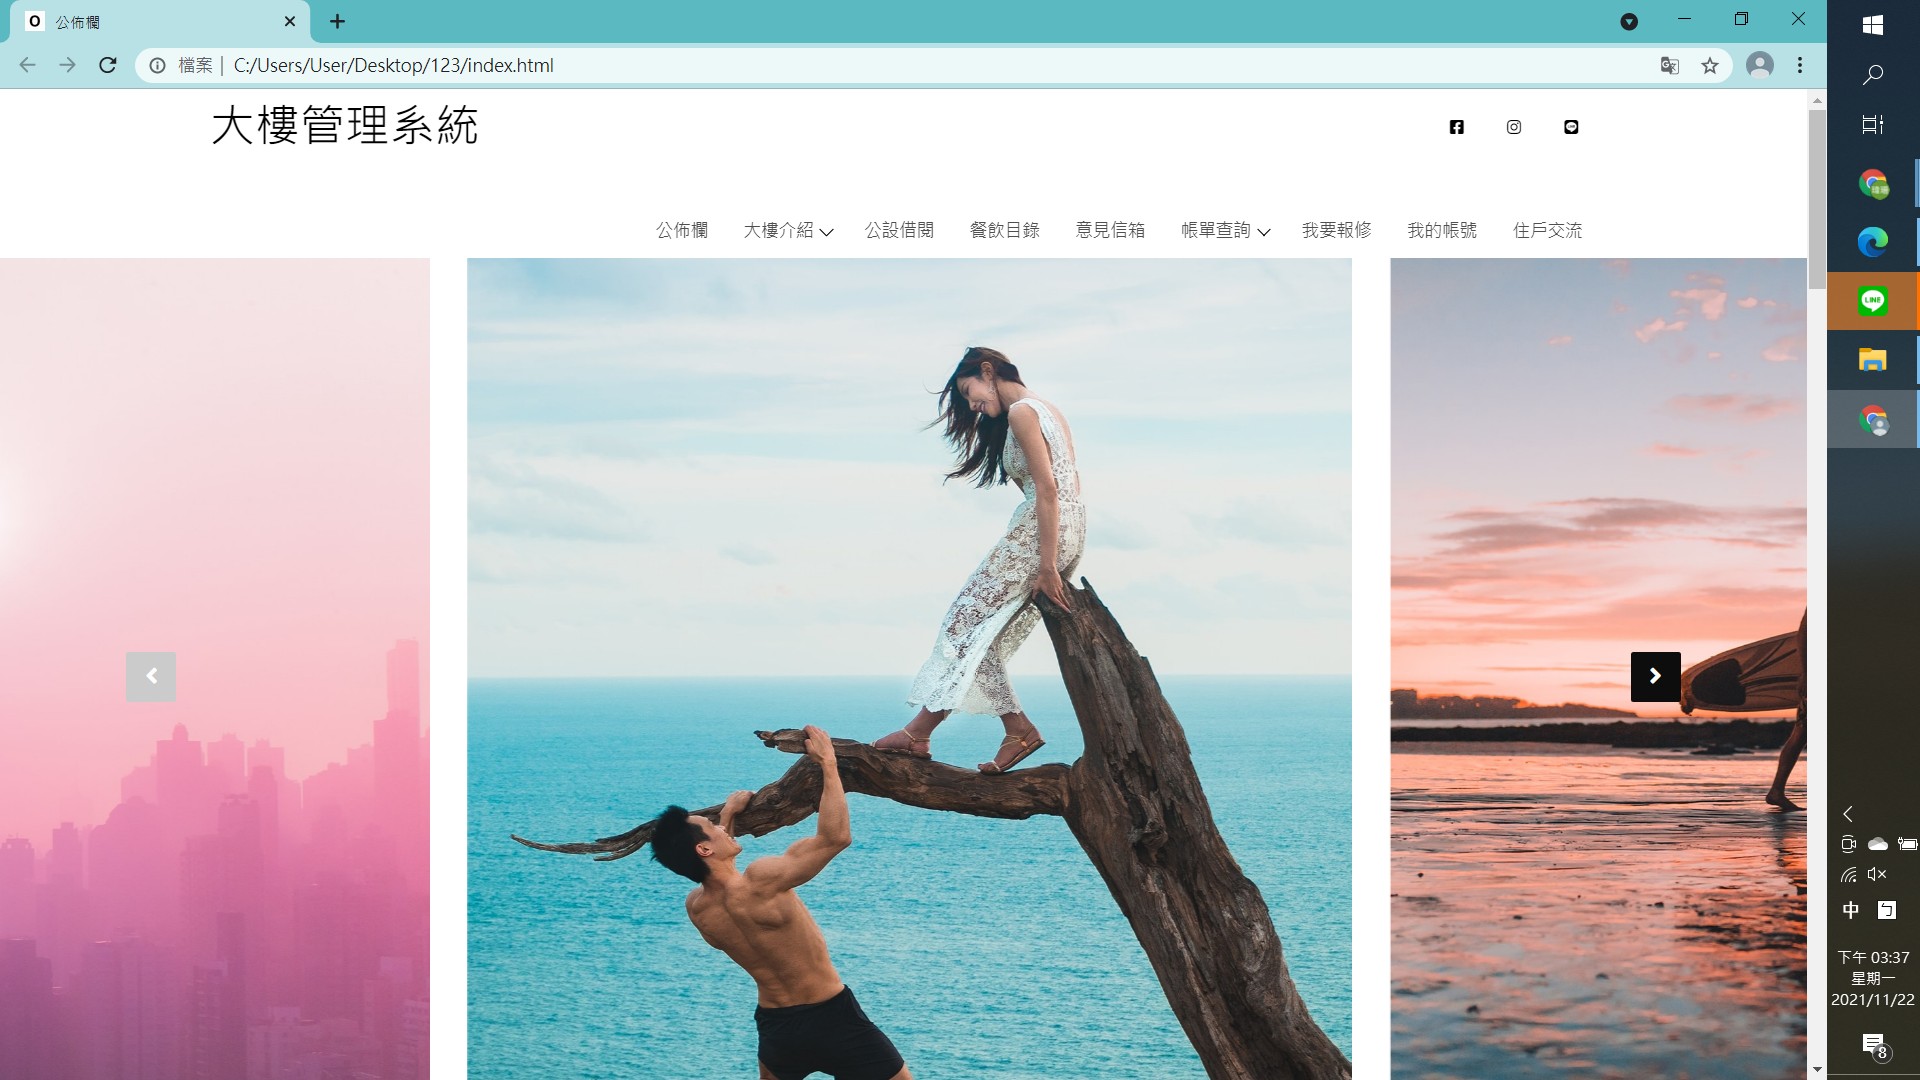 O 公佈欄
檔案 | C:/Users/User/Desktop/123/index.html
大樓管理系統
公佈欄 大樓介紹 公設借閱 餐飲目錄 意見信箱 帳單查詢 我要報修 我的帳號 住戶交流
LINE
中 ㄅ
下午 03:37
星期一
2021/11/22
8